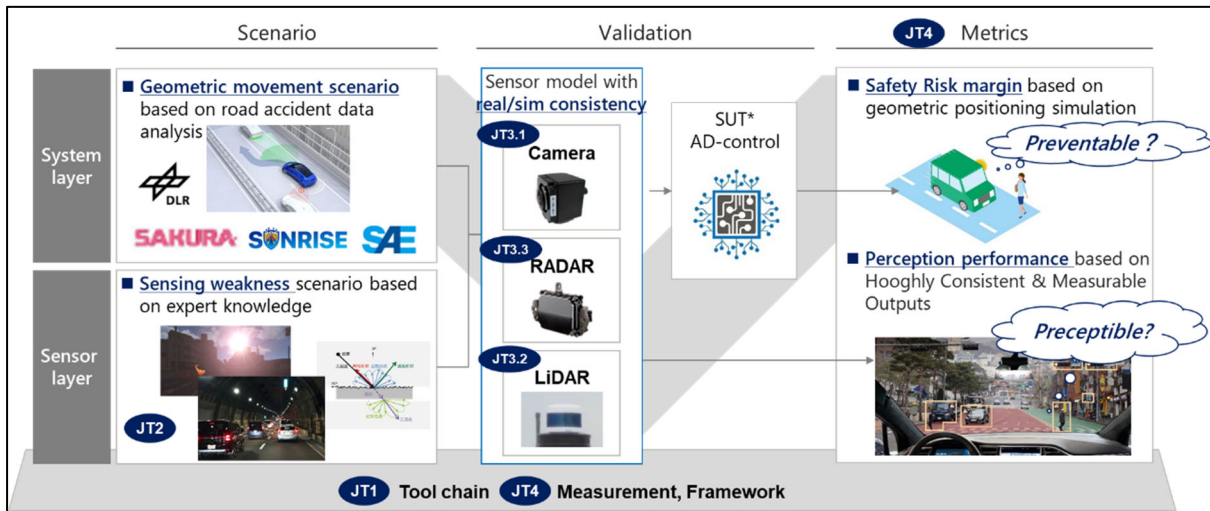 Scenario
Validation
JT4 Metrics
System
layer
Geometric movement scenario
based on road accident data
analysis
DLR
SAKURA
SUNRISE
SAE
Sensor
layer
Sensing weakness scenario based
on expert knowledge
JT2
Sensor model with
real/sim consistency
JT3.1
Camera
JT3.3
RADAR
JT3.2
LiDAR
SUT*
AD-control
Safety Risk margin based on
geometric positioning simulation
Preventable ?
Perception performance based on
Hooghly Consistent & Measurable
Outputs
Preceptible?
JT1 Tool chain JT4 Measurement, Framework